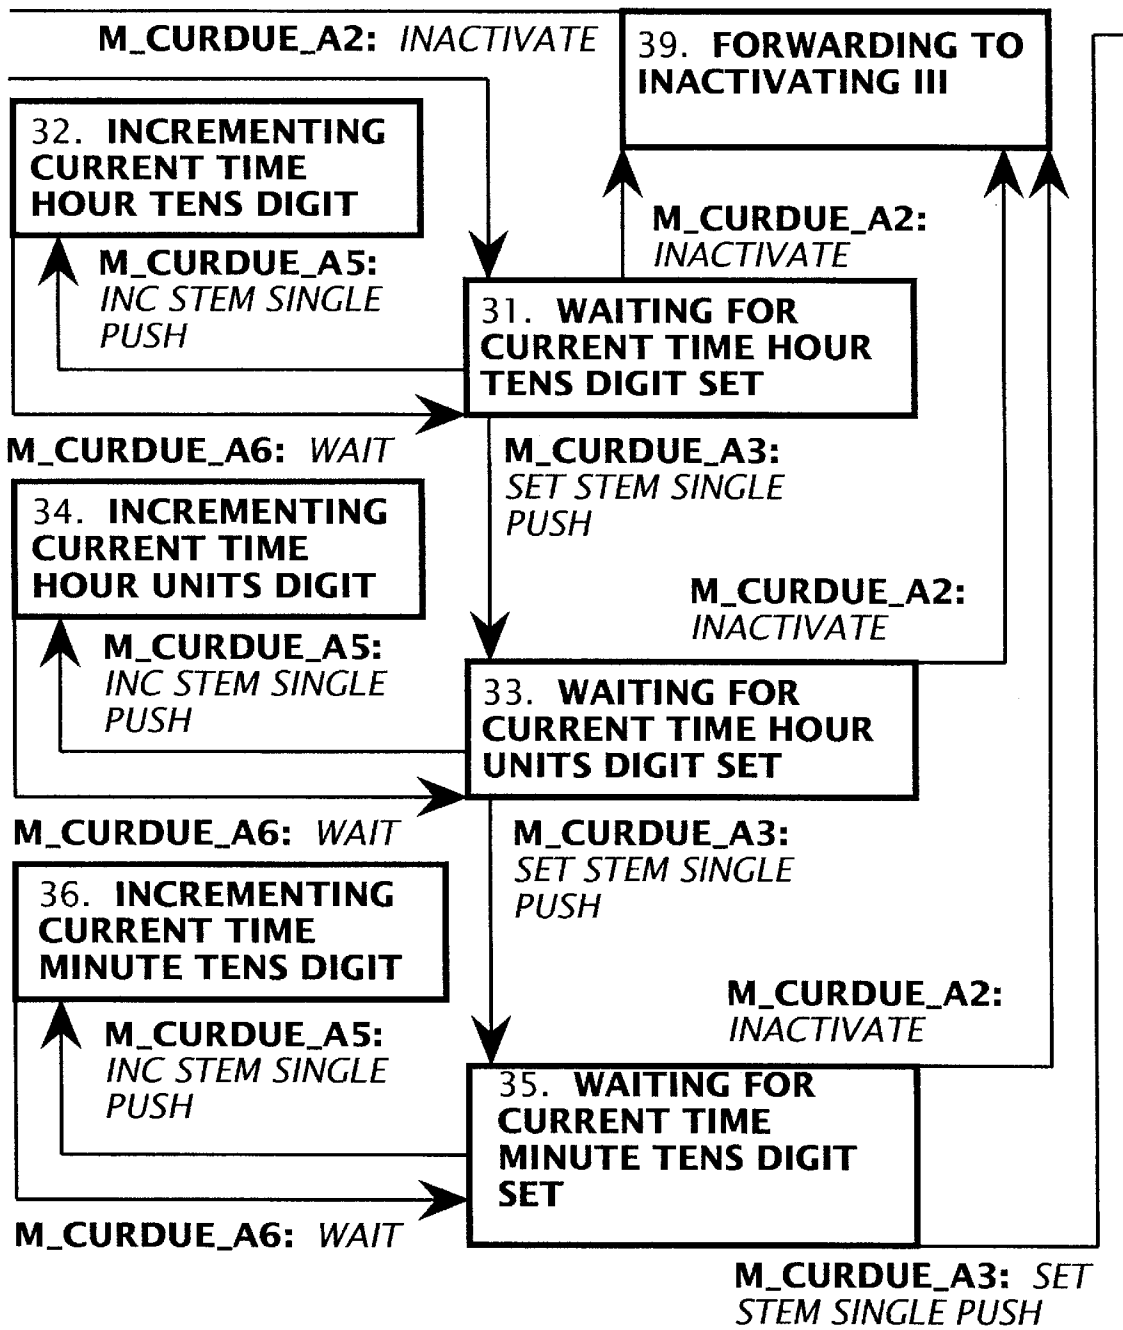 M_CURDUE_A2: INACTIVATE
39. FORWARDING TO
INACTIVATING III
32. INCREMENTING
CURRENT TIME
HOUR TENS DIGIT
M_CURDUE_A2:
INACTIVATE
M_CURDUE_A5:
INC STEM SINGLE
PUSH
31. WAITING FOR
CURRENT TIME HOUR
TENS DIGIT SET
M_CURDUE_A6: WAIT
M_CURDUE_A3:
SET STEM SINGLE
PUSH
34. INCREMENTING
CURRENT TIME
HOUR UNITS DIGIT
M_CURDUE_A2:
INACTIVATE
M_CURDUE_A5:
INC STEM SINGLE
PUSH
33. WAITING FOR
CURRENT TIME HOUR
UNITS DIGIT SET
M_CURDUE_A6: WAIT
M_CURDUE_A3:
SET STEM SINGLE
PUSH
36. INCREMENTING
CURRENT TIME
MINUTE TENS DIGIT
M_CURDUE_A2:
INACTIVATE
M_CURDUE_A5:
INC STEM SINGLE
PUSH
35. WAITING FOR
CURRENT TIME
MINUTE TENS DIGIT
SET
M_CURDUE_A6: WAIT
M_CURDUE_A3: SET
STEM SINGLE PUSH